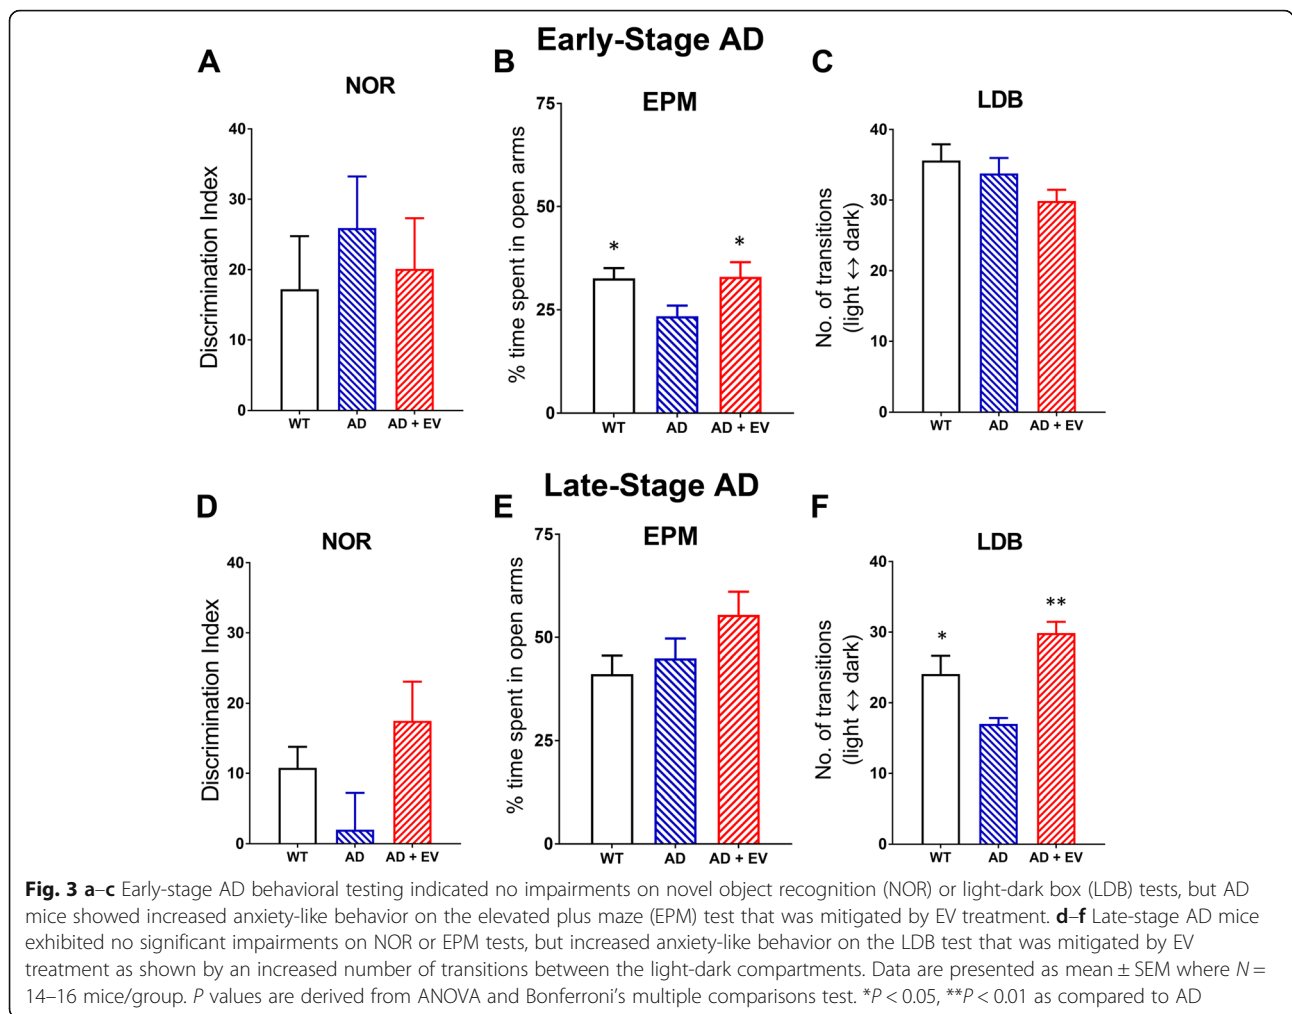 Early-Stage AD
A
NOR
Discrimination Index
40
30
20
10
0
WT AD AD + EV
B
EPM
% time spent in open arms
75
50
25
0
* *
WT AD AD + EV
C
LDB
No. of transitions
(light ↔ dark)
40
30
20
10
0
WT AD AD + EV
Late-Stage AD
D
NOR
Discrimination Index
40
30
20
10
0
WT AD AD + EV
E
EPM
% time spent in open arms
75
50
25
0
WT AD AD + EV
F
LDB
No. of transitions
(light ↔ dark)
40
30
20
10
0
* **
WT AD AD + EV
Fig. 3 a–c Early-stage AD behavioral testing indicated no impairments on novel object recognition (NOR) or light-dark box (LDB) tests, but AD
mice showed increased anxiety-like behavior on the elevated plus maze (EPM) test that was mitigated by EV treatment. d–f Late-stage AD mice
exhibited no significant impairments on NOR or EPM tests, but increased anxiety-like behavior on the LDB test that was mitigated by EV
treatment as shown by an increased number of transitions between the light-dark compartments. Data are presented as mean ± SEM where N =
14–16 mice/group. P values are derived from ANOVA and Bonferroni's multiple comparisons test. *P < 0.05, **P < 0.01 as compared to AD